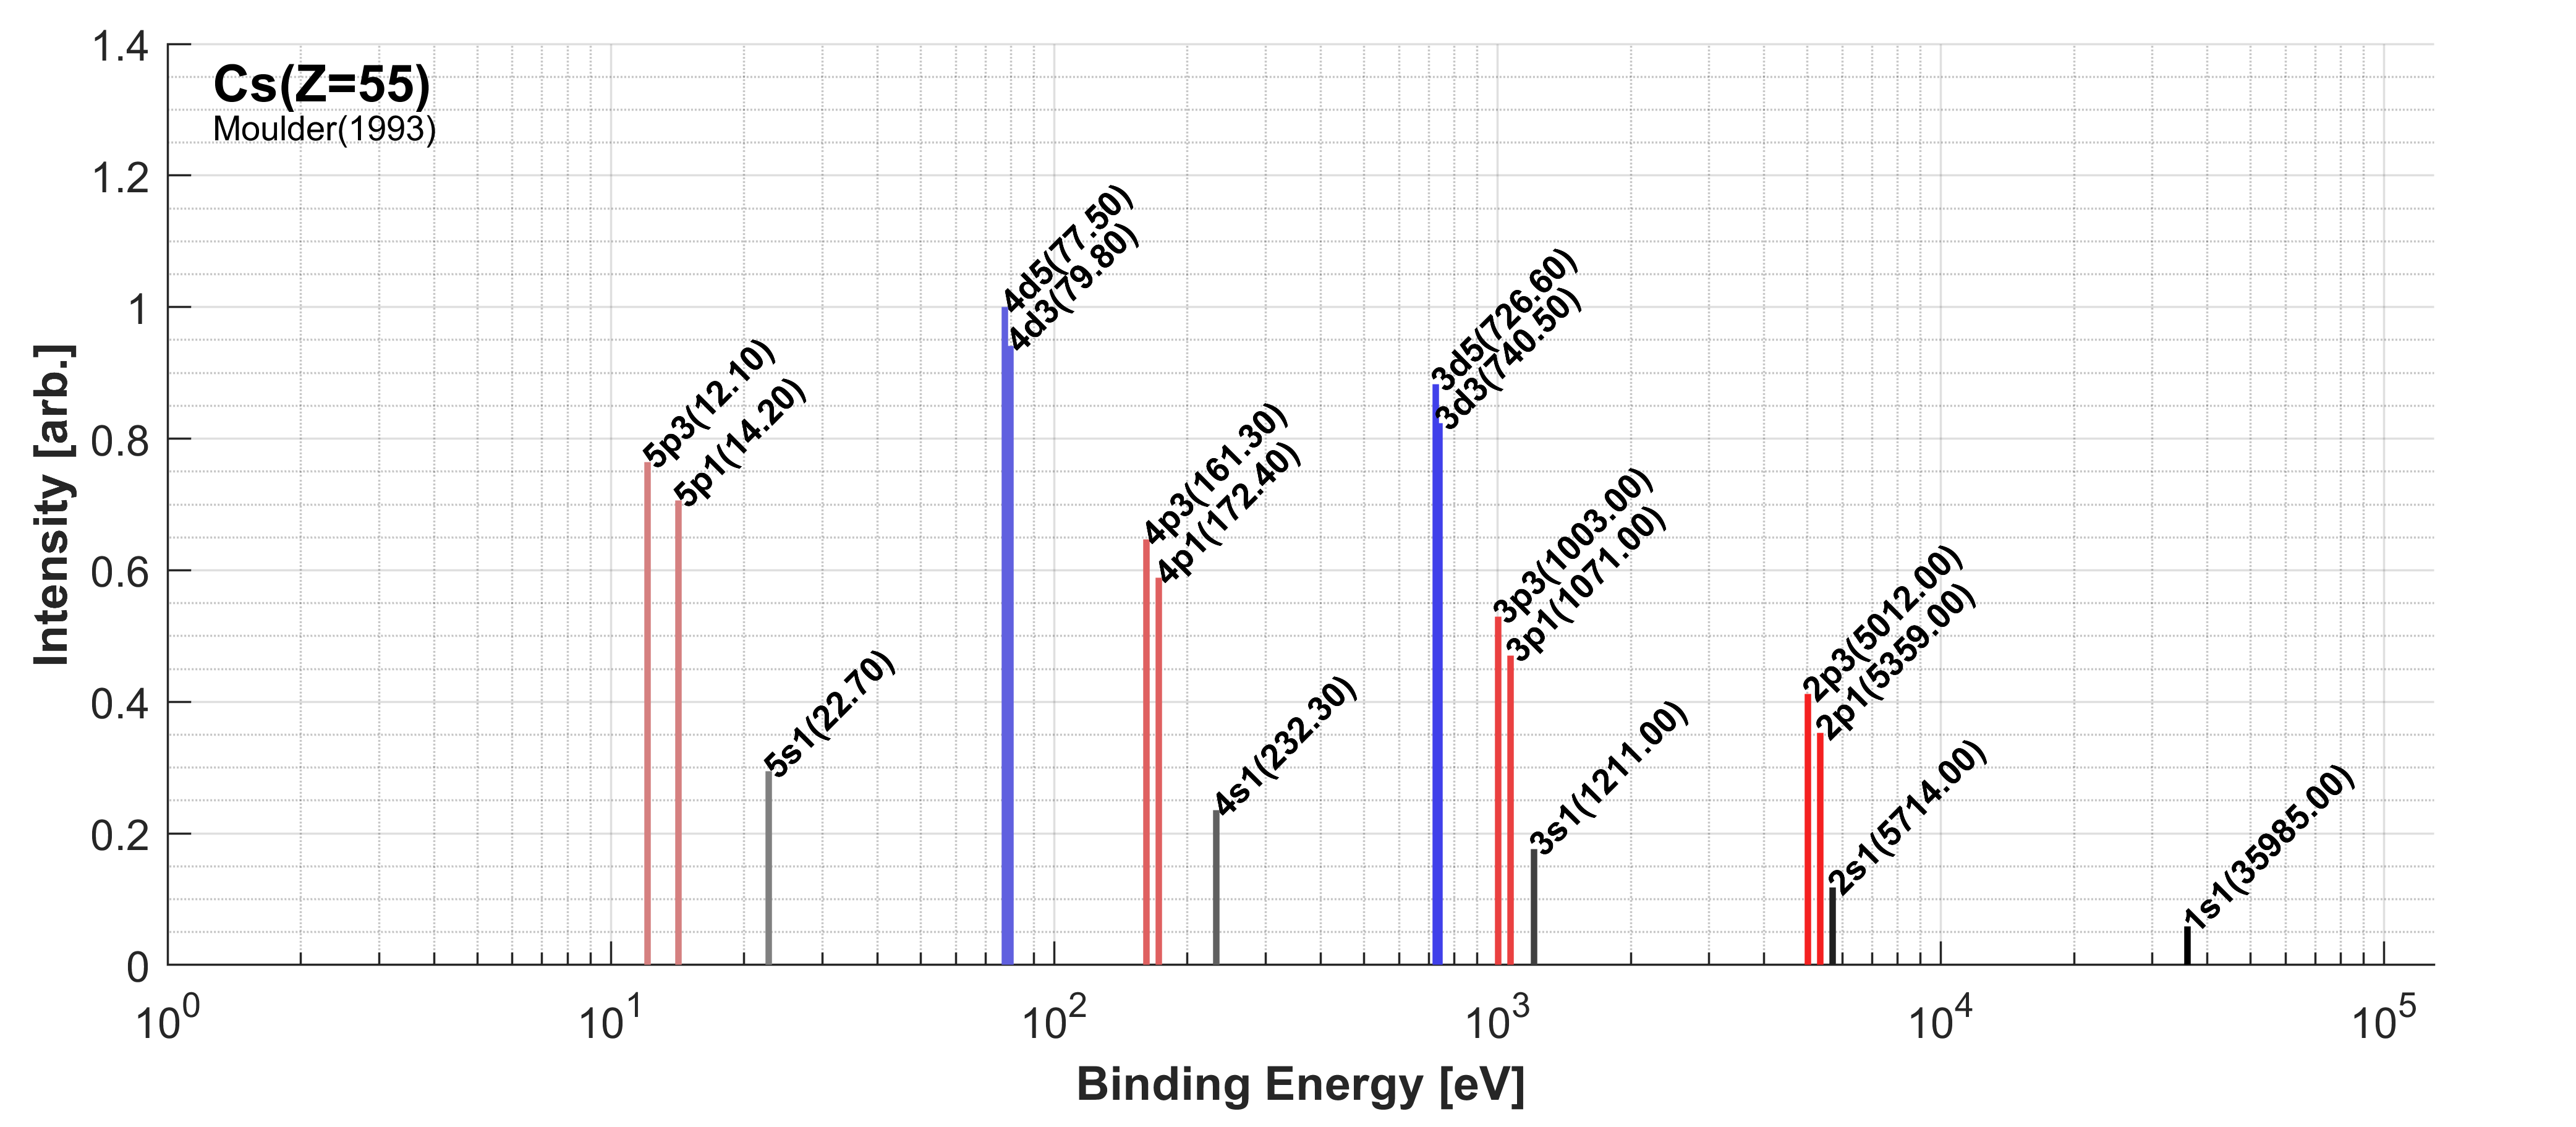 Cs(Z=55)
Moulder(1993)
Intensity [arb.]
1.4
1.2
1
0.8
0.6
0.4
0.2
0
5p3(12.10)
5p1(14.20)
5s1(22.70)
4d5(77.50)
4d3(79.80)
4p3(161.30)
4p1(172.40)
4s1(232.30)
3d5(726.60)
3d3(740.50)
3p3(1003.00)
3p1(1071.00)
3s1(1211.00)
2p3(5012.00)
2p1(5359.00)
2s1(5714.00)
1s1(35985.00)
10^0 10^1 10^2 10^3 10^4 10^5
Binding Energy [eV]